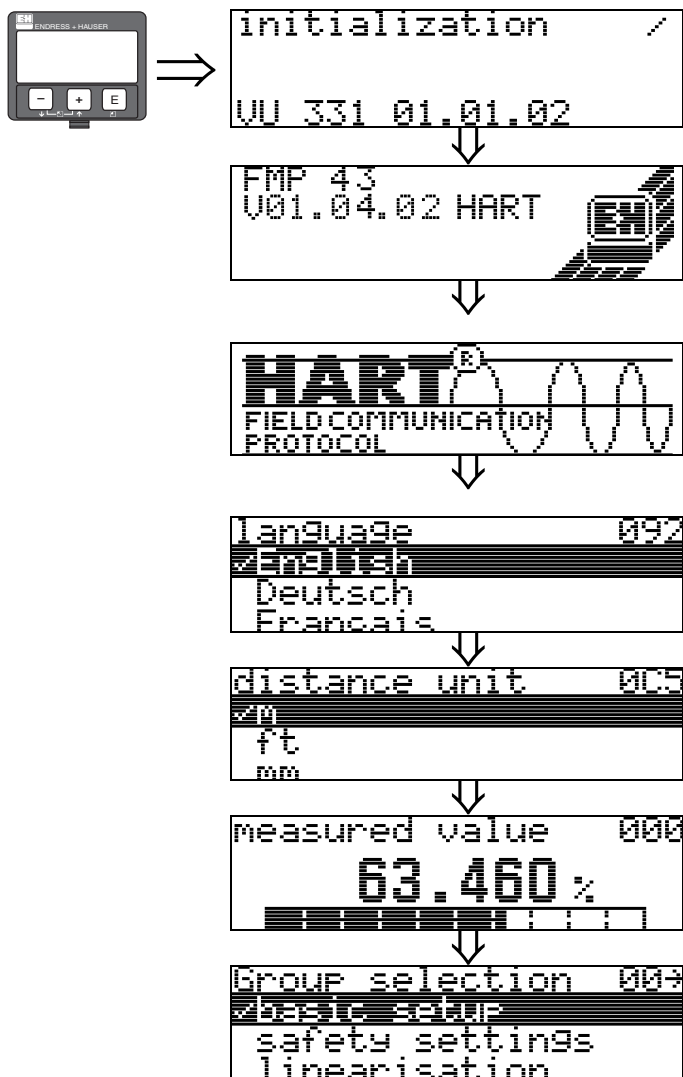 ENDRESS + HAUSER
- + E
initialization /
VU 331 01.01.02
FMP 43
V01.04.02 HART
EH
HART®
FIELD COMMUNICATION
PROTOCOL
language 092
✓English
Deutsch
Francais
distance unit 0C5
✓m
ft
mm
measured value 000
63.460 %
Group selection 00→
✓basic setup
safety settings
linearisation